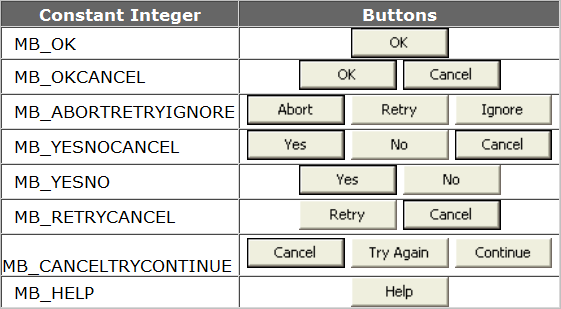 Constant Integer Buttons
MB_OK OK
MB_OKCANCEL OK Cancel
MB_ABORTRETRYIGNORE Abort Retry Ignore
MB_YESNOCANCEL Yes No Cancel
MB_YESNO Yes No
MB_RETRYCANCEL Retry Cancel
MB_CANCELTRYCONTINUE Cancel Try Again Continue
MB_HELP Help